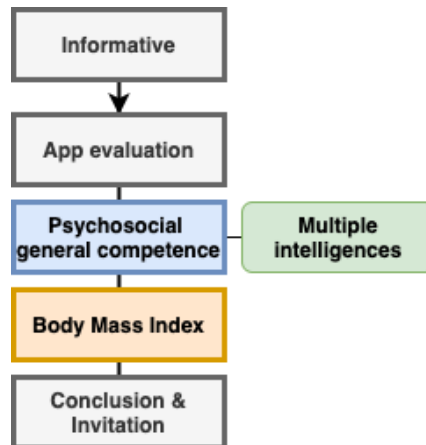 Informative
App evaluation
Psychosocial
general competence
Multiple
intelligences
Body Mass Index
Conclusion &
Invitation